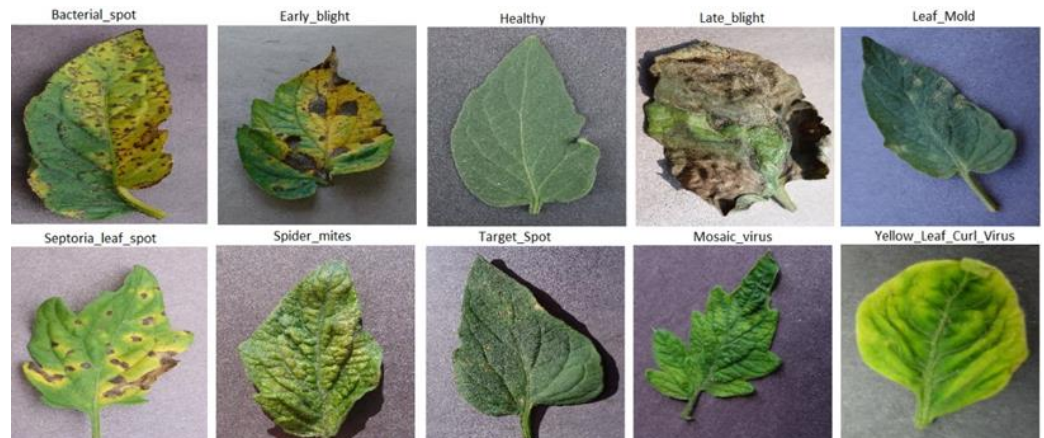 Bacterial_spot
Early_blight
Healthy
Late_blight
Leaf_Mold
Septoria_leaf_spot
Spider_mites
Target_Spot
Mosaic_virus
Yellow_Leaf_Curl_Virus